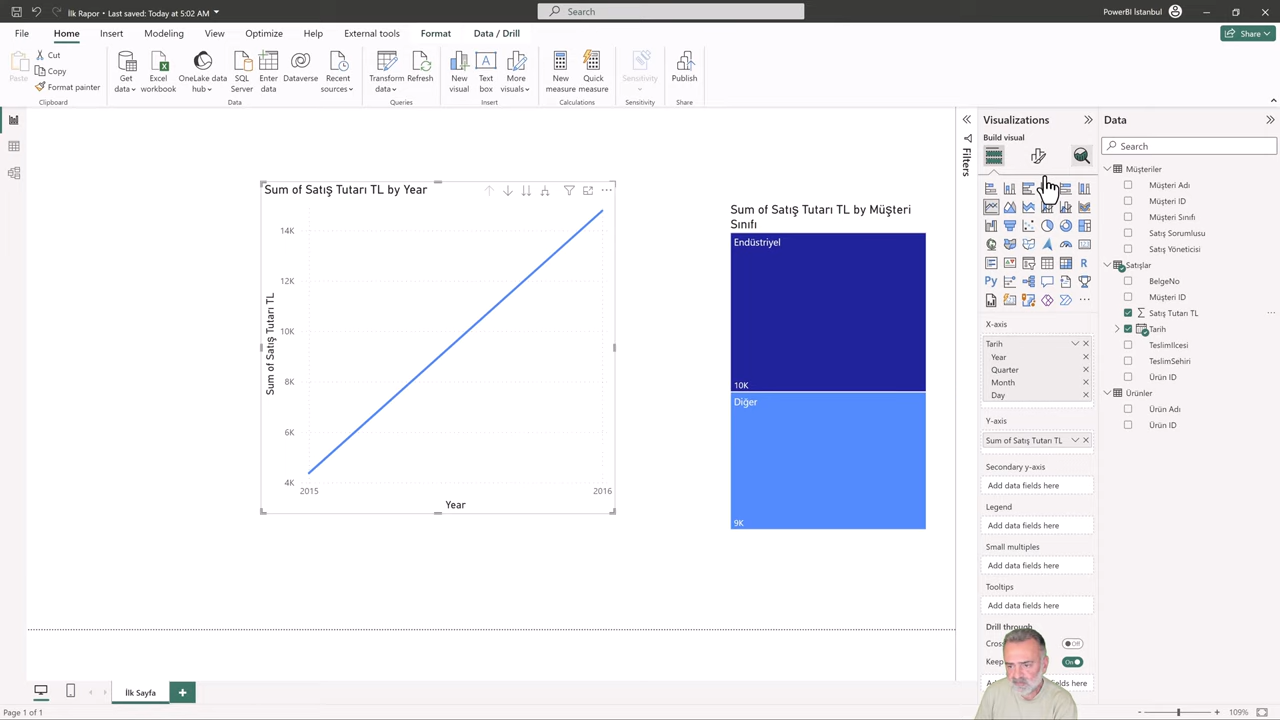 İlk Rapor • Last saved: Today at 5:02 AM
Search
PowerBI İstanbul
File Home Insert Modeling View Optimize Help External tools Format Data / Drill
Share
Paste
Cut
Copy
Format painter
Get data
Excel workbook
OneLake data hub
SQL Server
Enter data
Dataverse
Recent sources
Transform data
Refresh
New visual
Text box
More visuals
New measure
Quick measure
Sensitivity
Publish
Clipboard
Data
Queries
Insert
Calculations
Sensitivity
Share
Sum of Satış Tutarı TL by Year
Sum of Satış Tutarı TL
14K
12K
10K
8K
6K
4K
2015 2016
Year
Sum of Satış Tutarı TL by Müşteri
Sınıfı
Endüstriyel
10K
Diğer
9K
Filters
Visualizations
Build visual
R
Py
X-axis
Tarih
Year
Quarter
Month
Day
Y-axis
Sum of Satış Tutarı TL
Secondary y-axis
Add data fields here
Legend
Add data fields here
Small multiples
Add data fields here
Tooltips
Add data fields here
Drill through
Off
Keep
On
Data
Search
Müşteriler
Müşteri Adı
Müşteri ID
Müşteri Sınıfı
Satış Sorumlusu
Satış Yöneticisi
Satışlar
BelgeNo
Müşteri ID
Satış Tutarı TL
Tarih
TeslimIlcesi
TeslimSehiri
Ürün ID
Ürünler
Ürün Adı
Ürün ID
İlk Sayfa
Page 1 of 1
109%